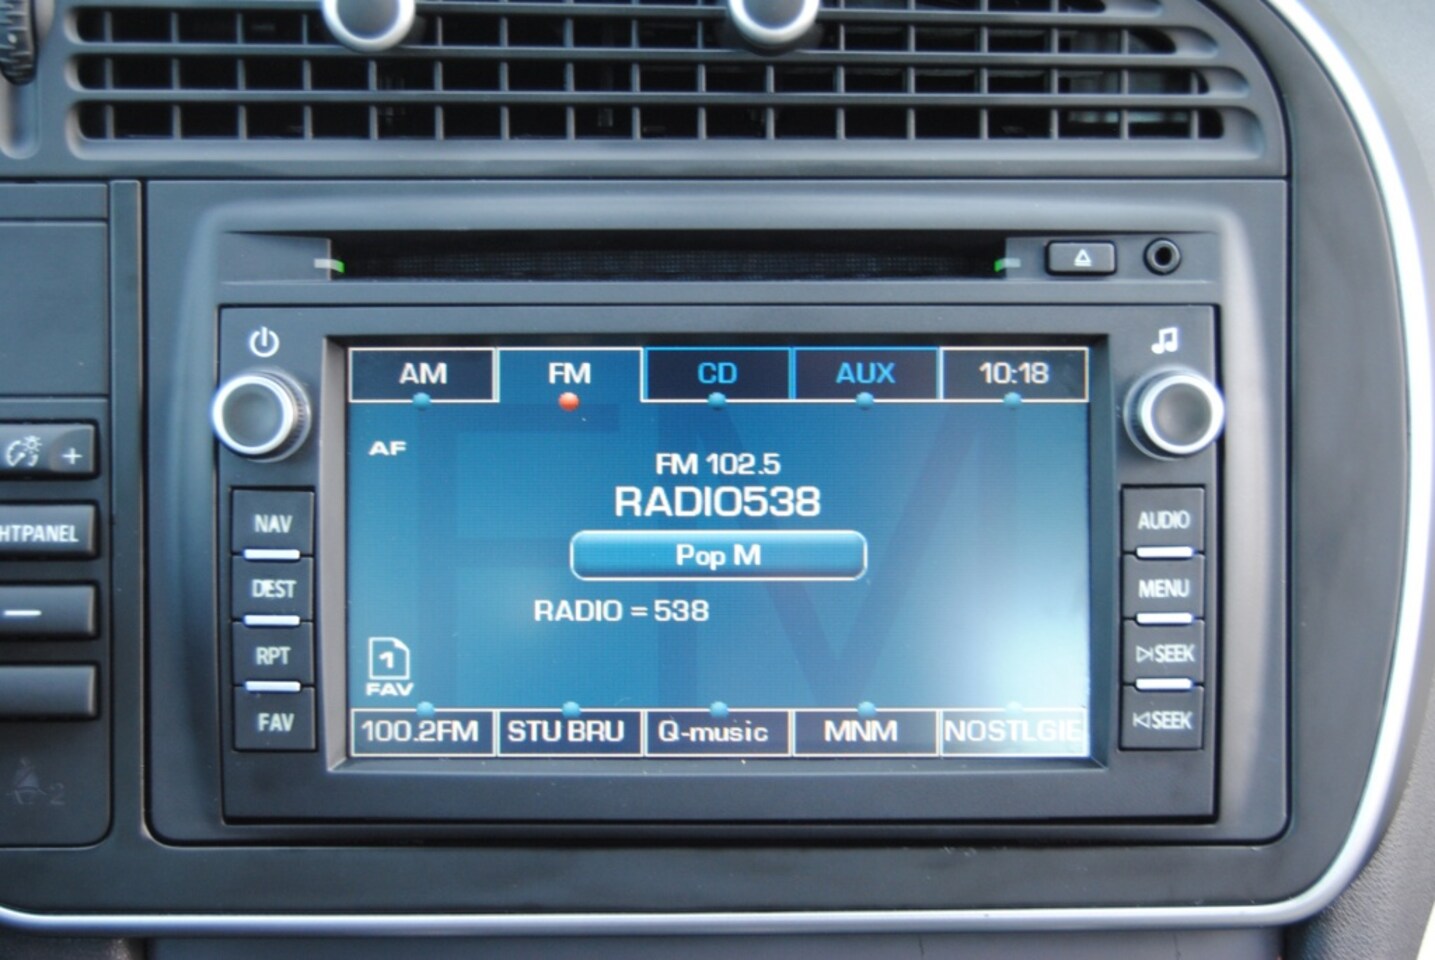 AM FM CD AUX 10:18
AF
FM 102.5
RADIO538
Pop M
RADIO = 538
1
FAV
100.2FM STU BRU Q-music MNM NOSTLGIE
NAV
DEST
RPT
FAV
AUDIO
MENU
SEEK
SEEK
+
HTPANEL
2